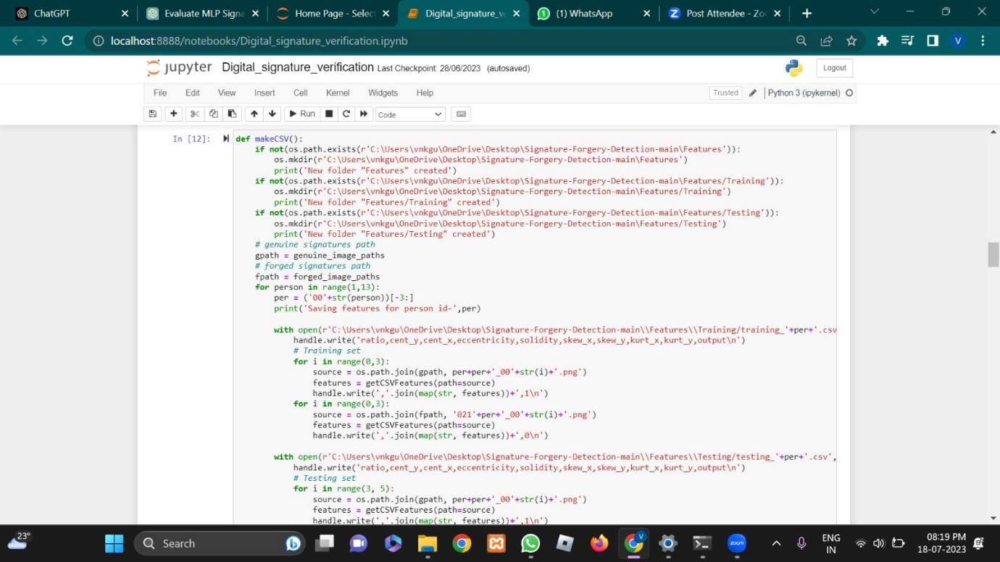 ChatGPT
Evaluate MLP Signa
Home Page - Select
Digital_signature_ve
(1) WhatsApp
Post Attendee - Zo
localhost:8888/notebooks/Digital_signature_verification.ipynb
V
jupyter Digital_signature_verification Last Checkpoint: 28/06/2023 (autosaved)
Logout
File Edit View Insert Cell Kernel Widgets Help
Trusted Python 3 (ipykernel)
Run Code
In [12]: def makeCSV():
    if not(os.path.exists(r'C:\Users\vnkgu\OneDrive\Desktop\Signature-Forgery-Detection-main\Features')):
        os.mkdir(r'C:\Users\vnkgu\OneDrive\Desktop\Signature-Forgery-Detection-main\Features')
        print('New folder "Features" created')
    if not(os.path.exists(r'C:\Users\vnkgu\OneDrive\Desktop\Signature-Forgery-Detection-main\Features/Training')):
        os.mkdir(r'C:\Users\vnkgu\OneDrive\Desktop\Signature-Forgery-Detection-main\Features/Training')
        print('New folder "Features/Training" created')
    if not(os.path.exists(r'C:\Users\vnkgu\OneDrive\Desktop\Signature-Forgery-Detection-main\Features/Testing')):
        os.mkdir(r'C:\Users\vnkgu\OneDrive\Desktop\Signature-Forgery-Detection-main\Features/Testing')
        print('New folder "Features/Testing" created')
    # genuine signatures path
    gpath = genuine_image_paths
    # forged signatures path
    fpath = forged_image_paths
    for person in range(1,13):
        per = ('00'+str(person))[-3:]
        print('Saving features for person id-',per)
        with open(r'C:\Users\vnkgu\OneDrive\Desktop\Signature-Forgery-Detection-main\\Features\\Training/training_'+per+'.csv
            handle.write('ratio,cent_y,cent_x,eccentricity,solidity,skew_x,skew_y,kurt_x,kurt_y,output\n')
            # Training set
            for i in range(0,3):
                source = os.path.join(gpath, per+per+'_00'+str(i)+'.png')
                features = getCSVFeatures(path=source)
                handle.write(','.join(map(str, features))+',1\n')
            for i in range(0,3):
                source = os.path.join(fpath, '021'+per+'_00'+str(i)+'.png')
                features = getCSVFeatures(path=source)
                handle.write(','.join(map(str, features))+',0\n')
        with open(r'C:\Users\vnkgu\OneDrive\Desktop\Signature-Forgery-Detection-main\\Features\\Testing/testing_'+per+'.csv',
            handle.write('ratio,cent_y,cent_x,eccentricity,solidity,skew_x,skew_y,kurt_x,kurt_y,output\n')
            # Testing set
            for i in range(3, 5):
                source = os.path.join(gpath, per+per+'_00'+str(i)+'.png')
                features = getCSVFeatures(path=source)
                handle.write(','.join(map(str, features))+',1\n')
23°
Search
V
zoom
ENG
IN
08:19 PM
18-07-2023